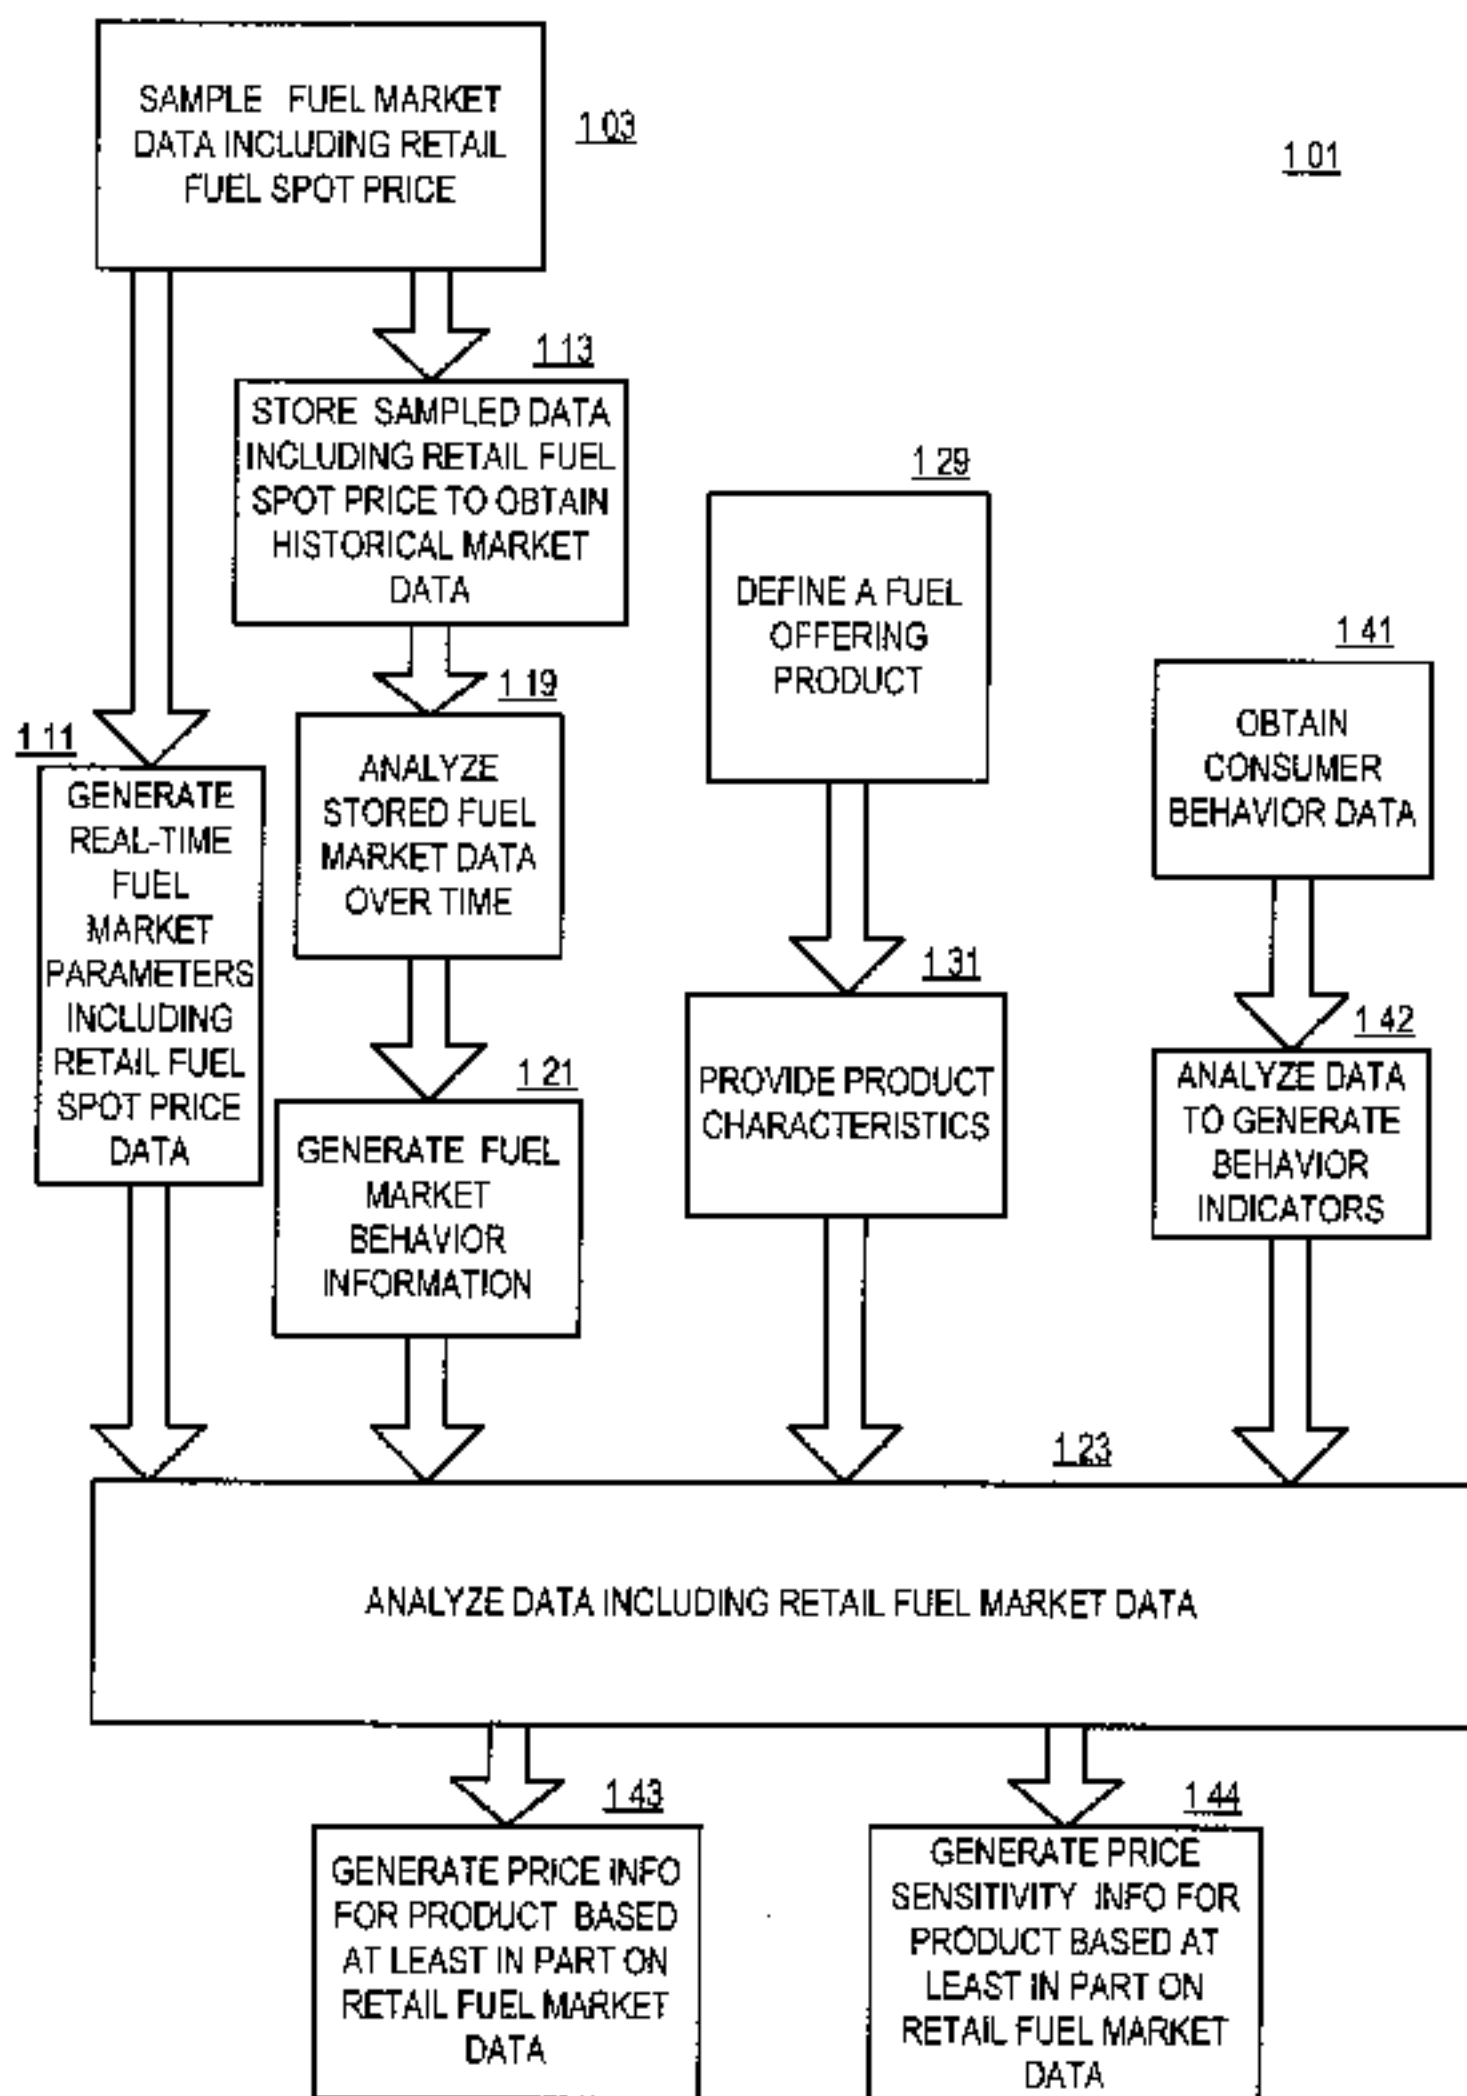 SAMPLE FUEL MARKET
DATA INCLUDING RETAIL
FUEL SPOT PRICE
103
101
113
STORE SAMPLED DATA
INCLUDING RETAIL FUEL
SPOT PRICE TO OBTAIN
HISTORICAL MARKET
DATA
129
DEFINE A FUEL
OFFERING
PRODUCT
141
OBTAIN
CONSUMER
BEHAVIOR DATA
119
ANALYZE
STORED FUEL
MARKET DATA
OVER TIME
111
GENERATE
REAL-TIME
FUEL
MARKET
PARAMETERS
INCLUDING
RETAIL FUEL
SPOT PRICE
DATA
131
PROVIDE PRODUCT
CHARACTERISTICS
142
ANALYZE DATA
TO GENERATE
BEHAVIOR
INDICATORS
121
GENERATE FUEL
MARKET
BEHAVIOR
INFORMATION
123
ANALYZE DATA INCLUDING RETAIL FUEL MARKET DATA
143
GENERATE PRICE INFO
FOR PRODUCT BASED
AT LEAST IN PART ON
RETAIL FUEL MARKET
DATA
144
GENERATE PRICE
SENSITIVITY INFO FOR
PRODUCT BASED AT
LEAST IN PART ON
RETAIL FUEL MARKET
DATA